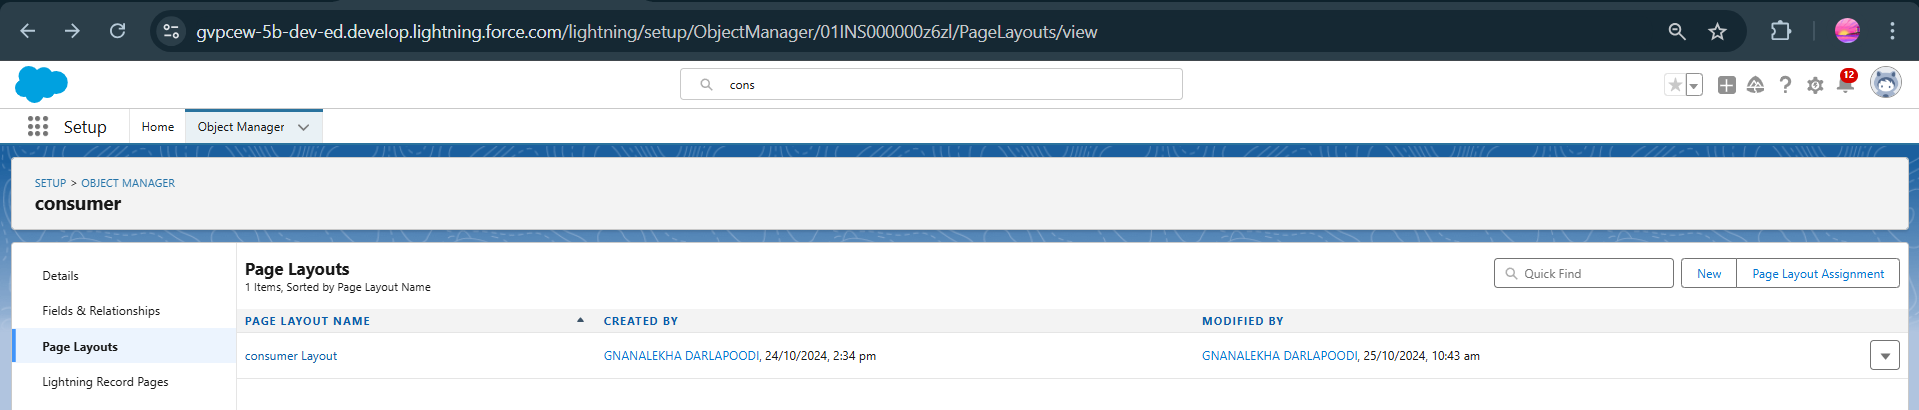 gvpcew-5b-dev-ed.develop.lightning.force.com/lightning/setup/ObjectManager/01INS000000z6zl/PageLayouts/view
cons
12
Setup Home Object Manager
SETUP > OBJECT MANAGER
consumer
Details
Fields & Relationships
Page Layouts
Lightning Record Pages
Page Layouts
1 Items, Sorted by Page Layout Name
Quick Find New Page Layout Assignment
PAGE LAYOUT NAME CREATED BY MODIFIED BY
consumer Layout GNANALEKHA DARLAPOODI, 24/10/2024, 2:34 pm GNANALEKHA DARLAPOODI, 25/10/2024, 10:43 am